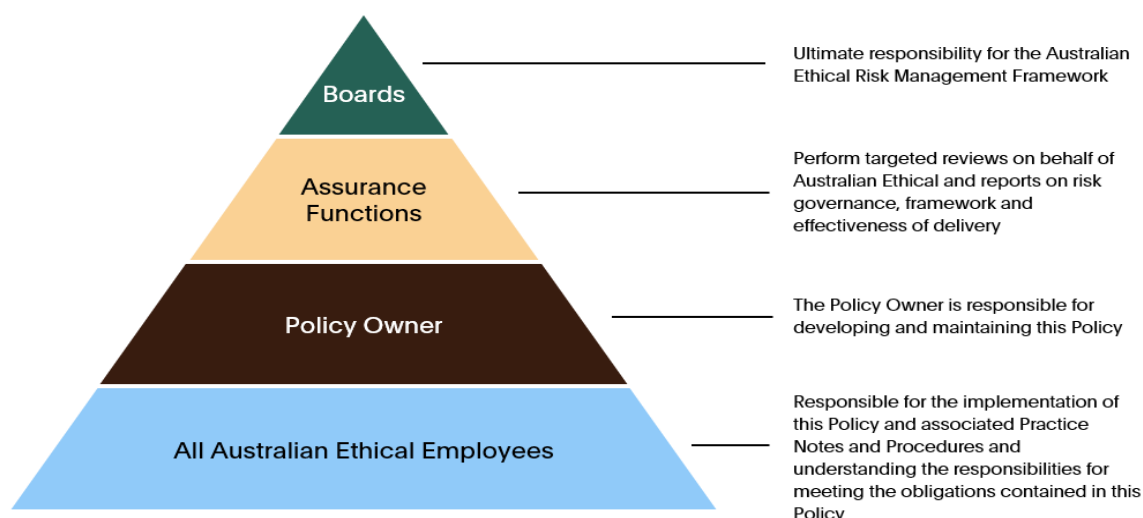 Boards
Ultimate responsibility for the Australian
Ethical Risk Management Framework
Assurance
Functions
Perform targeted reviews on behalf of
Australian Ethical and reports on risk
governance, framework and
effectiveness of delivery
Policy Owner
The Policy Owner is responsible for
developing and maintaining this Policy
All Australian Ethical Employees
Responsible for the implementation of
this Policy and associated Practice
Notes and Procedures and
understanding the responsibilities for
meeting the obligations contained in this
Policy